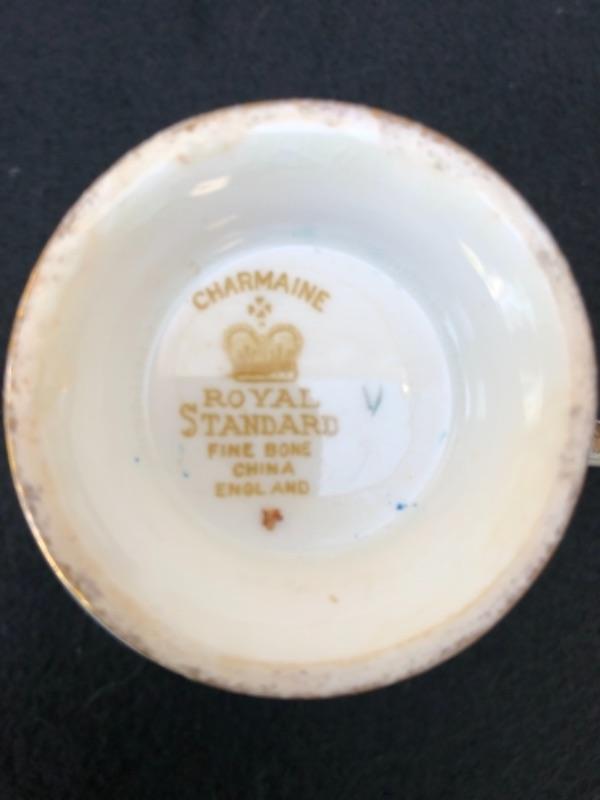 CHARMAINE
ROYAL
STANDARD
FINE BONE
CHINA
ENGLAND